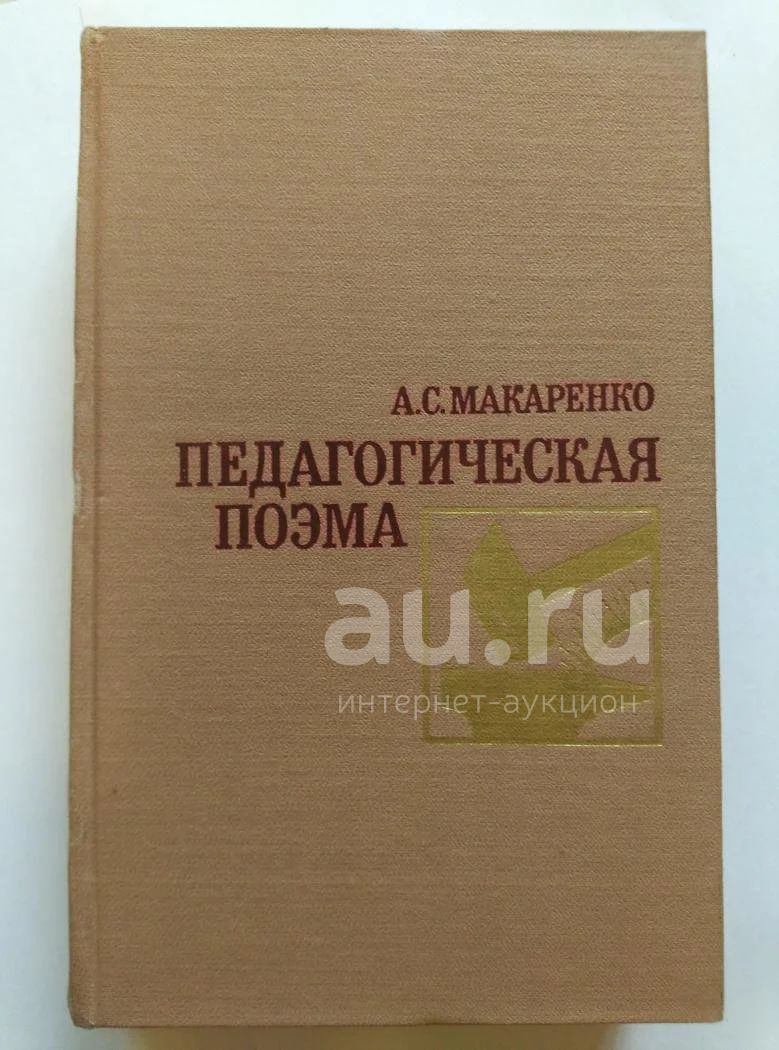 А.С.МАКАРЕНКО
ПЕДАГОГИЧЕСКАЯ
ПОЭМА
au.ru
интернет-аукцион